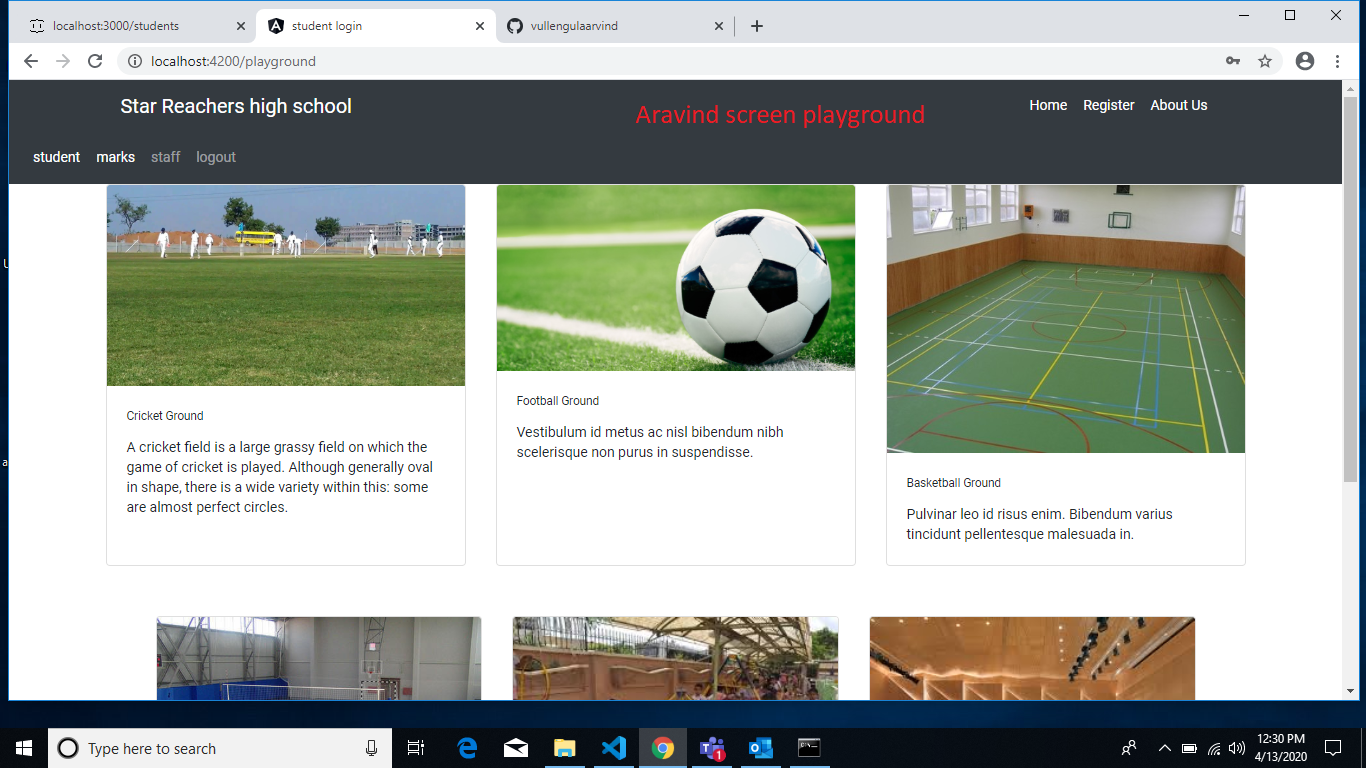 localhost:3000/students
student login
vullengulaarvind
localhost:4200/playground
Star Reachers high school
Aravind screen playground
Home Register About Us
student marks staff logout
Cricket Ground
A cricket field is a large grassy field on which the
game of cricket is played. Although generally oval
in shape, there is a wide variety within this: some
are almost perfect circles.
Football Ground
Vestibulum id metus ac nisl bibendum nibh
scelerisque non purus in suspendisse.
Basketball Ground
Pulvinar leo id risus enim. Bibendum varius
tincidunt pellentesque malesuada in.
Type here to search
1
12:30 PM
4/13/2020